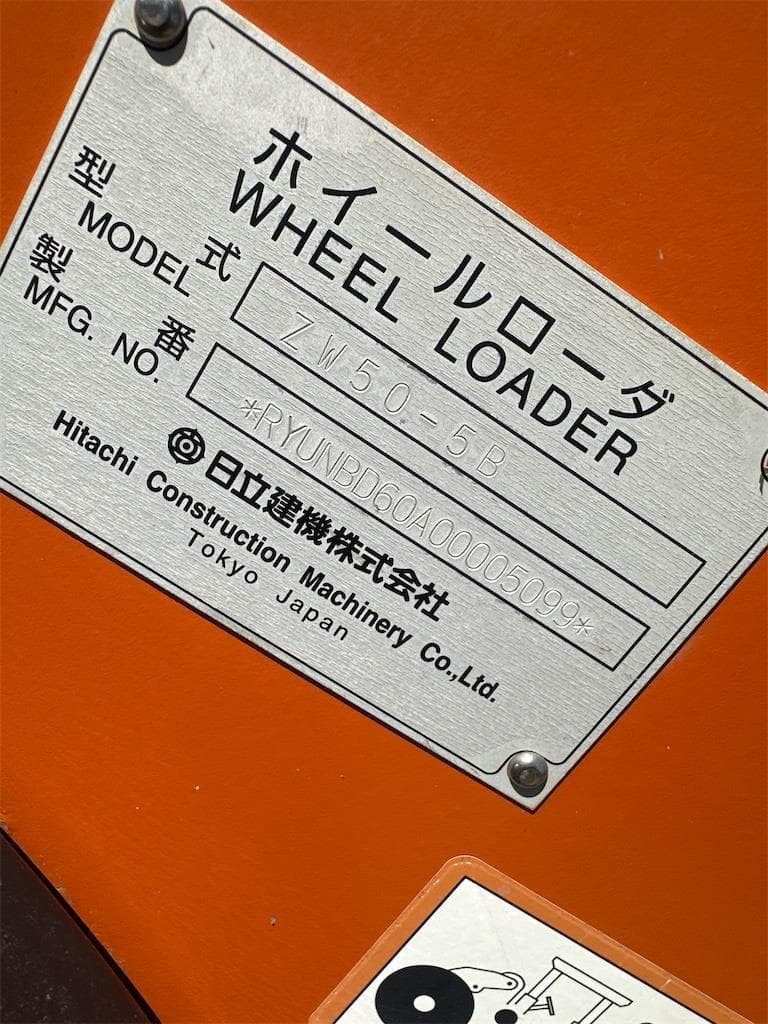 ホイールローダ
WHEEL LOADER
型式 ZW50-5B
MODEL
製番 *RYUNBD60A00005099*
MFG. NO.
日立建機株式会社
Hitachi Construction Machinery Co.,Ltd.
Tokyo Japan